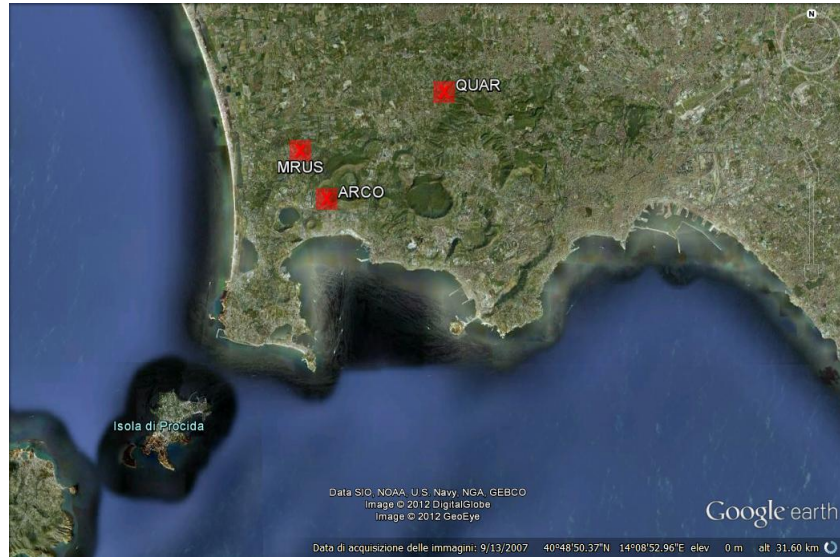 N
QUAR
MRUS
ARCO
Isola di Procida
Data SIO, NOAA, U.S. Navy, NGA, GEBCO
Image © 2012 DigitalGlobe
Image © 2012 GeoEye
Google earth
Data di acquisizione delle immagini: 9/13/2007 40°48'50.37"N 14°08'52.96"E elev 0 m alt 31.60 km